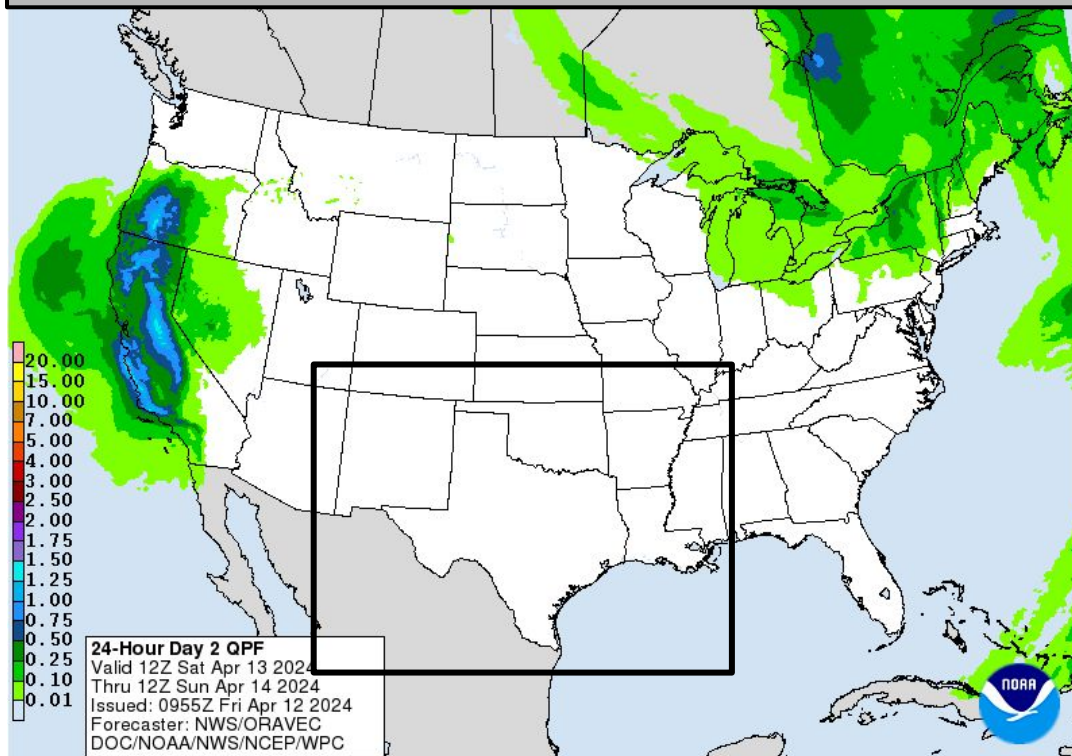 20.00
15.00
10.00
7.00
5.00
4.00
3.00
2.50
2.00
1.75
1.50
1.25
1.00
0.75
0.50
0.25
0.10
0.01
24-Hour Day 2 QPF
Valid 12Z Sat Apr 13 2024
Thru 12Z Sun Apr 14 2024
Issued: 0955Z Fri Apr 12 2024
Forecaster: NWS/ORAVEC
DOC/NOAA/NWS/NCEP/WPC
NOAA